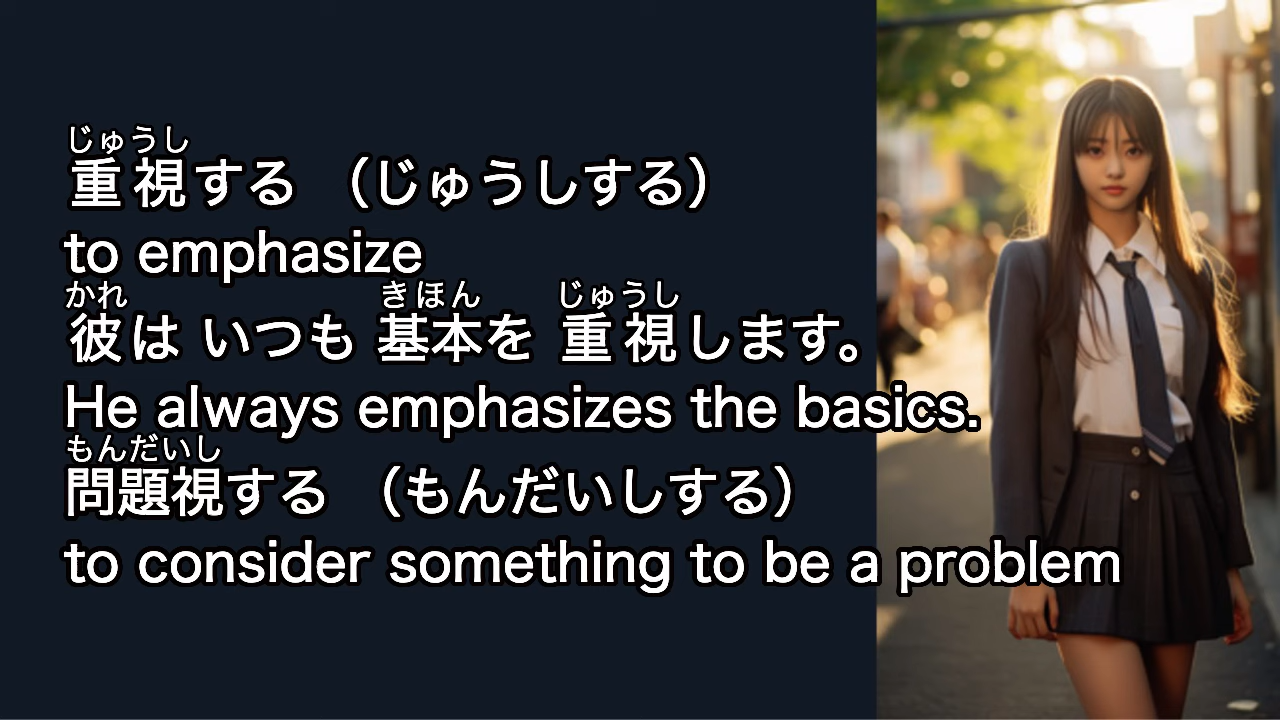 じゅうし
重視する （じゅうしする）
to emphasize
かれ きほん じゅうし
彼は いつも 基本を 重視します。
He always emphasizes the basics.
もんだいし
問題視する （もんだいしする）
to consider something to be a problem